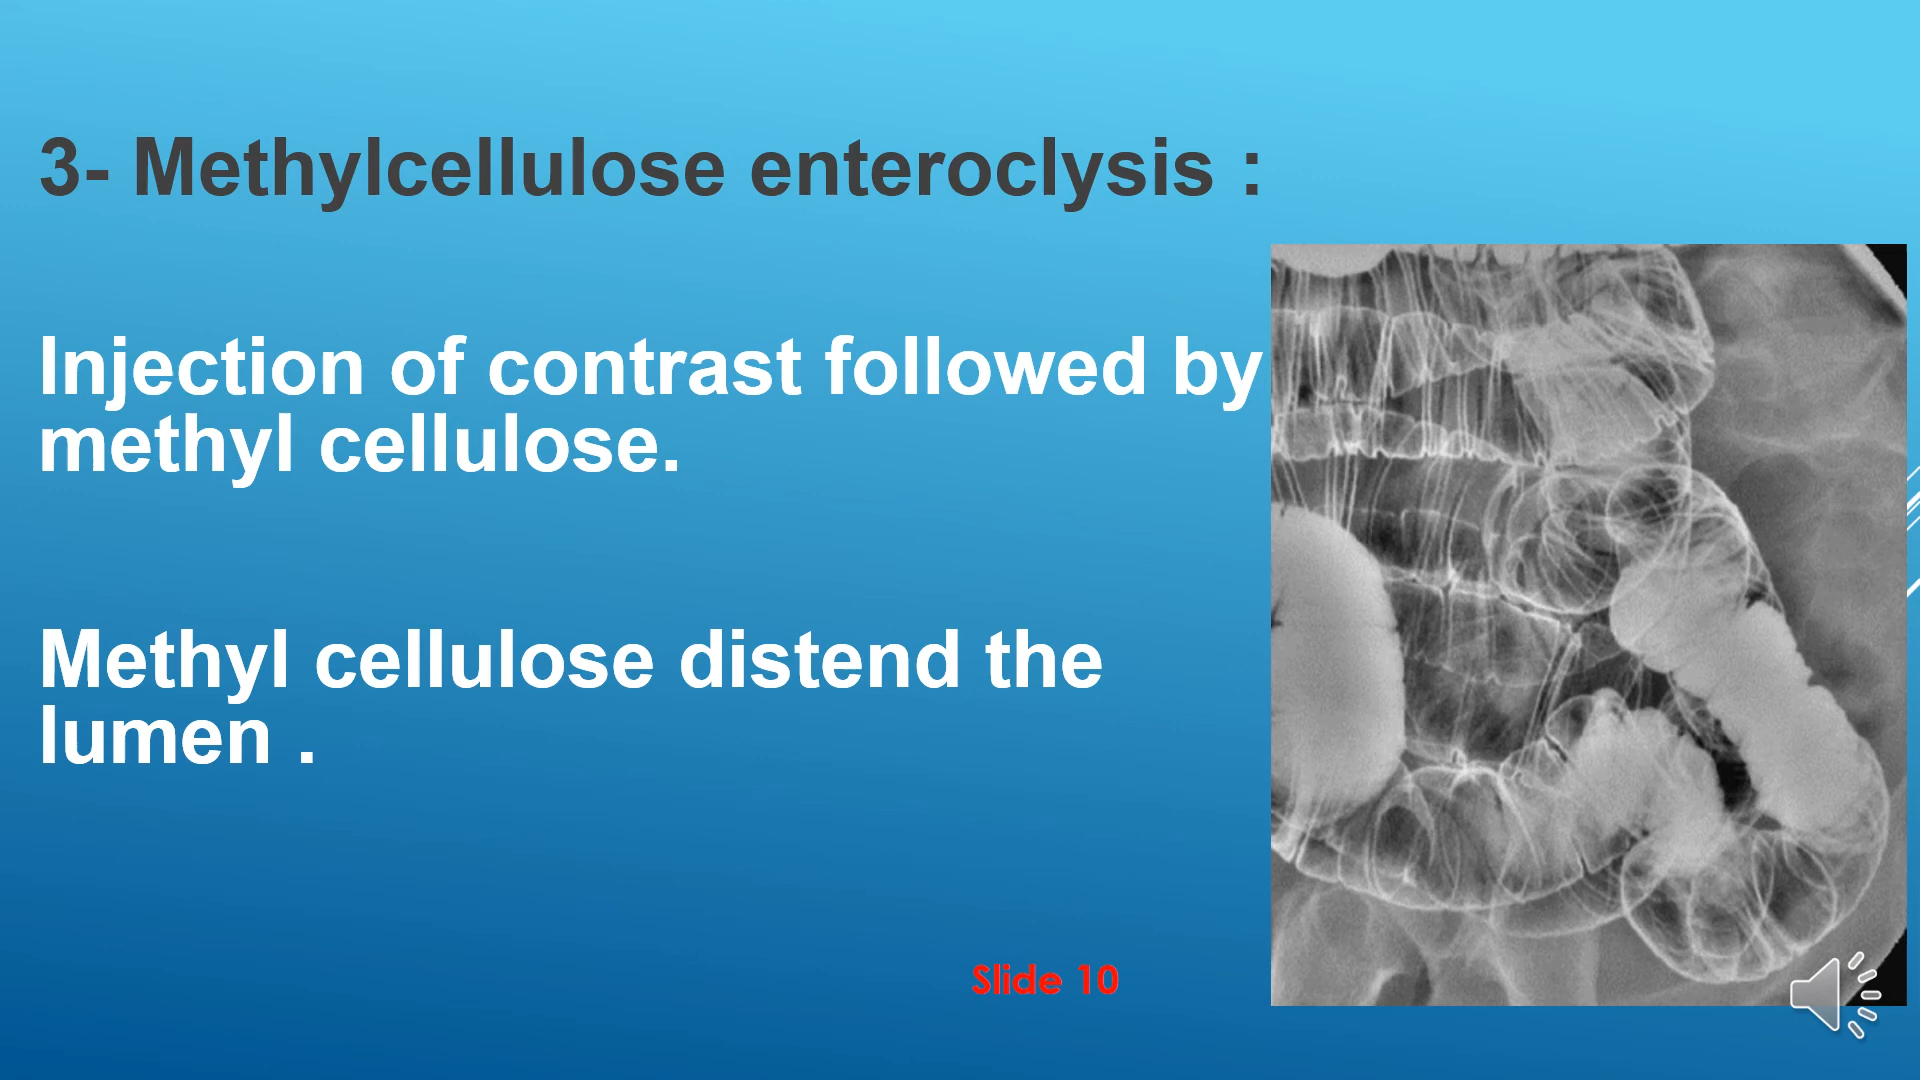 3- Methylcellulose enteroclysis :
Injection of contrast followed by
methyl cellulose.
Methyl cellulose distend the
lumen .
Slide 10